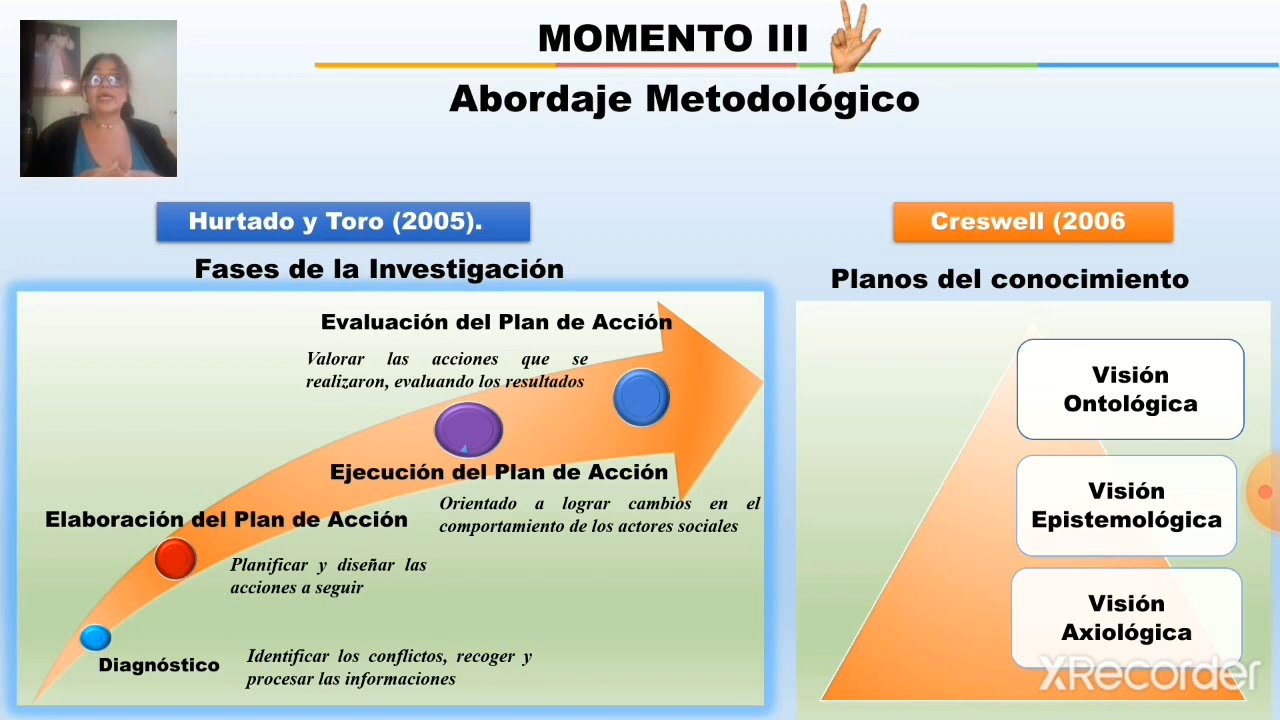 MOMENTO III
Abordaje Metodológico
Hurtado y Toro (2005).
Fases de la Investigación
Evaluación del Plan de Acción
Valorar las acciones que se
realizaron, evaluando los resultados
Ejecución del Plan de Acción
Orientado a lograr cambios en el
comportamiento de los actores sociales
Elaboración del Plan de Acción
Planificar y diseñar las
acciones a seguir
Diagnóstico
Identificar los conflictos, recoger y
procesar las informaciones
Creswell (2006
Planos del conocimiento
Visión
Ontológica
Visión
Epistemológica
Visión
Axiológica
XRecorder